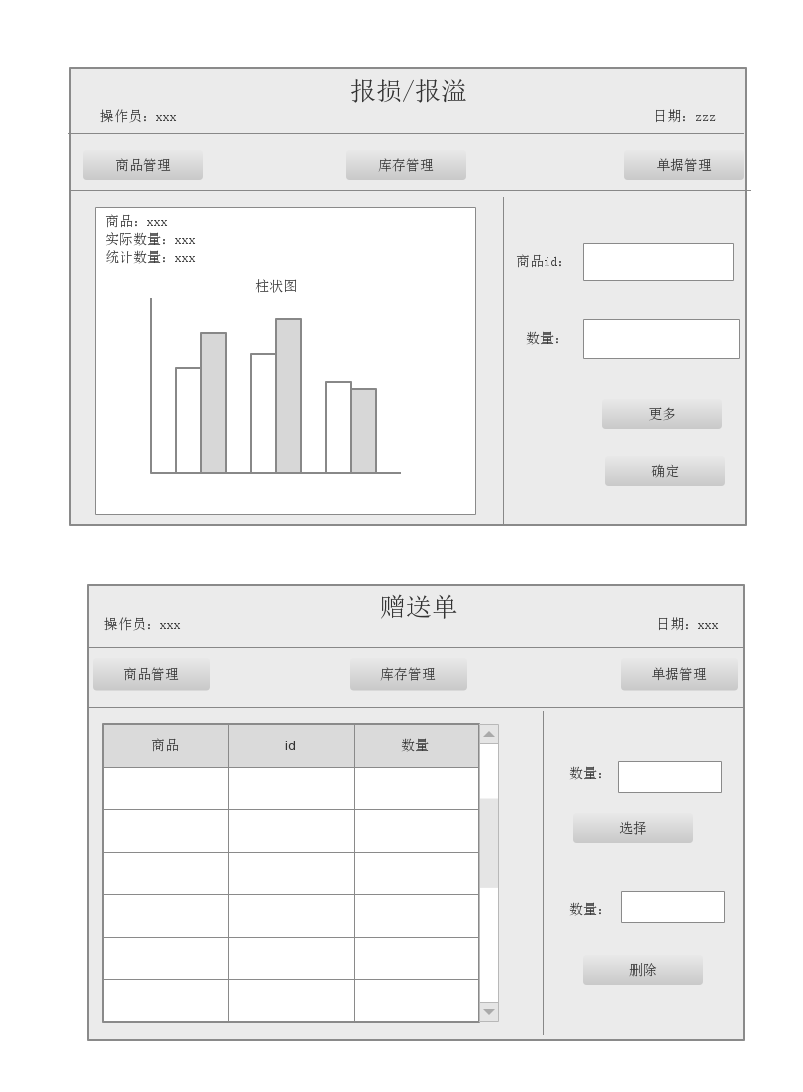 报损/报溢
操作员：xxx
日期：zzz
商品管理
库存管理
单据管理
商品：xxx
实际数量：xxx
统计数量：xxx
柱状图
商品id：
数量：
更多
确定
赠送单
操作员：xxx
日期：xxx
商品管理
库存管理
单据管理
商品
id
数量
数量：
选择
数量：
删除